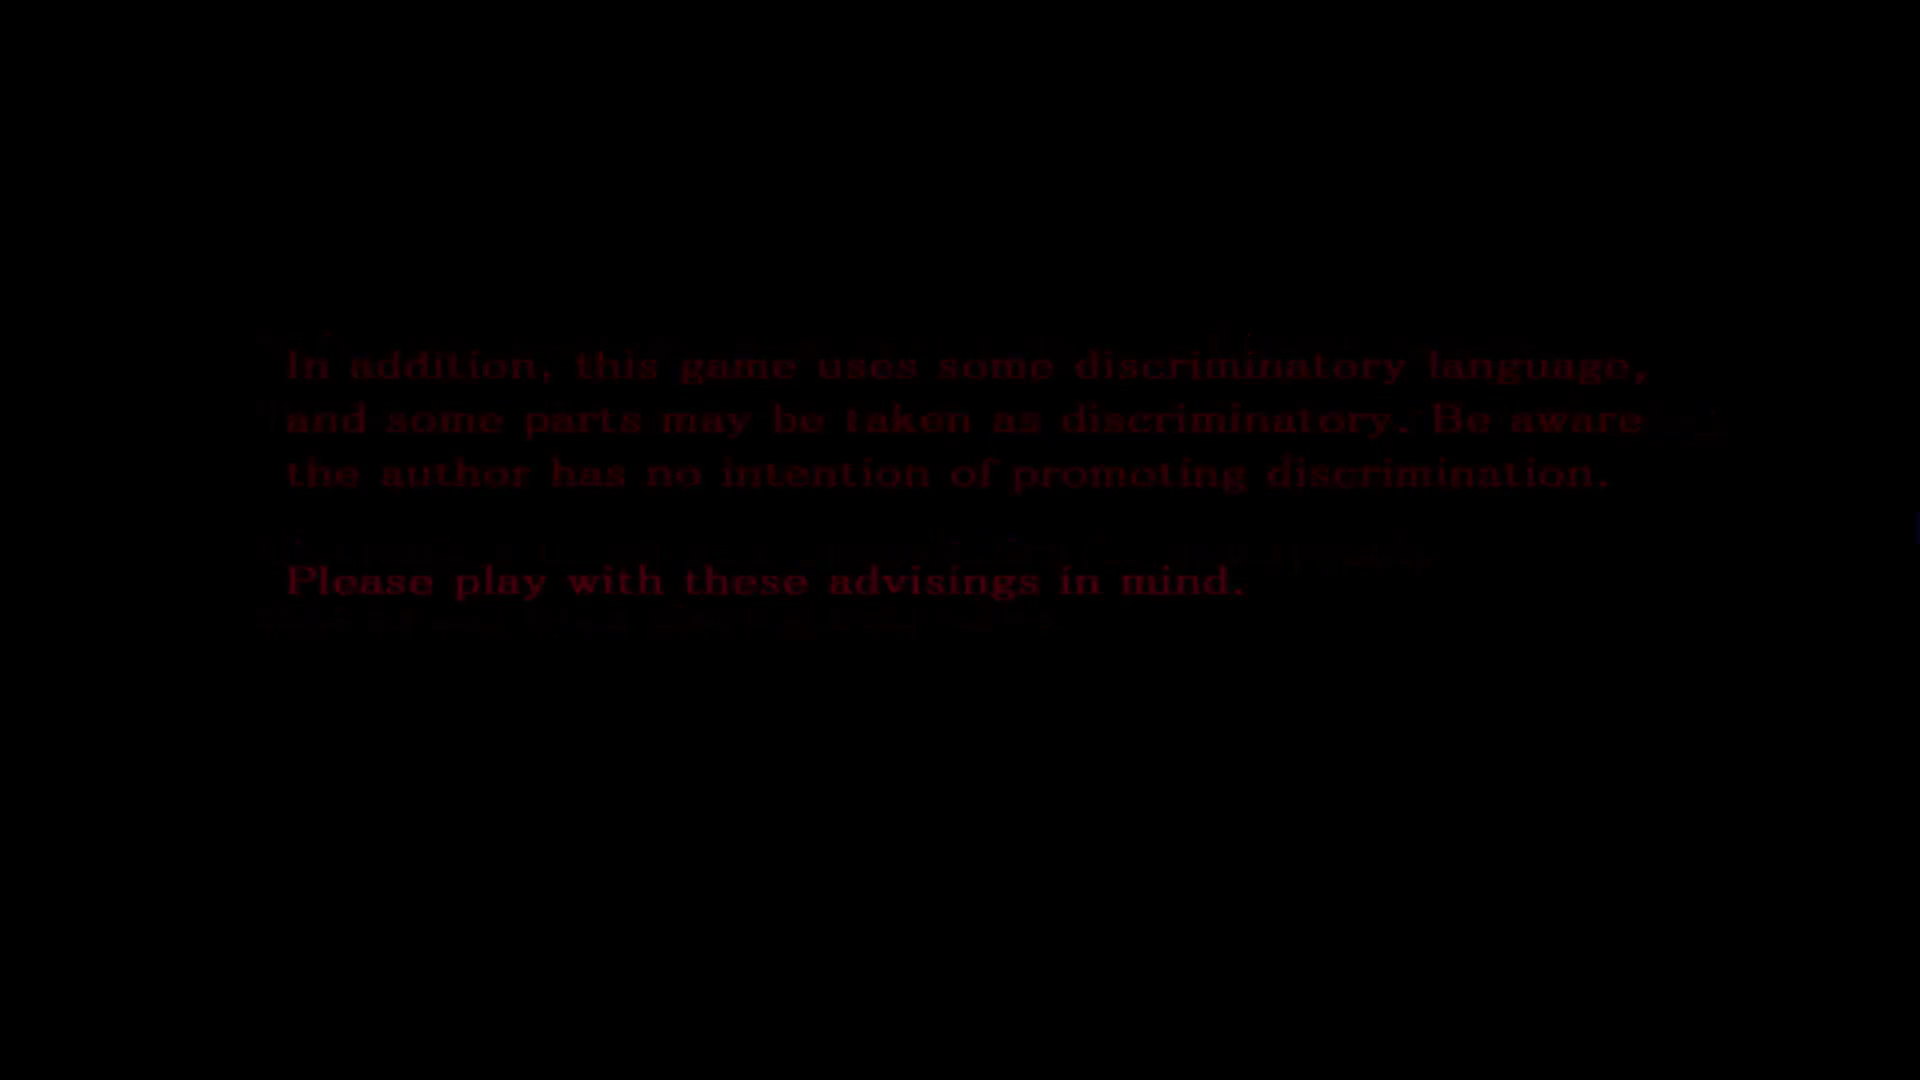 In addition, this game uses some discriminatory language,
and some parts may be taken as discriminatory. Be aware
the author has no intention of promoting discrimination.
Please play with these advisings in mind.